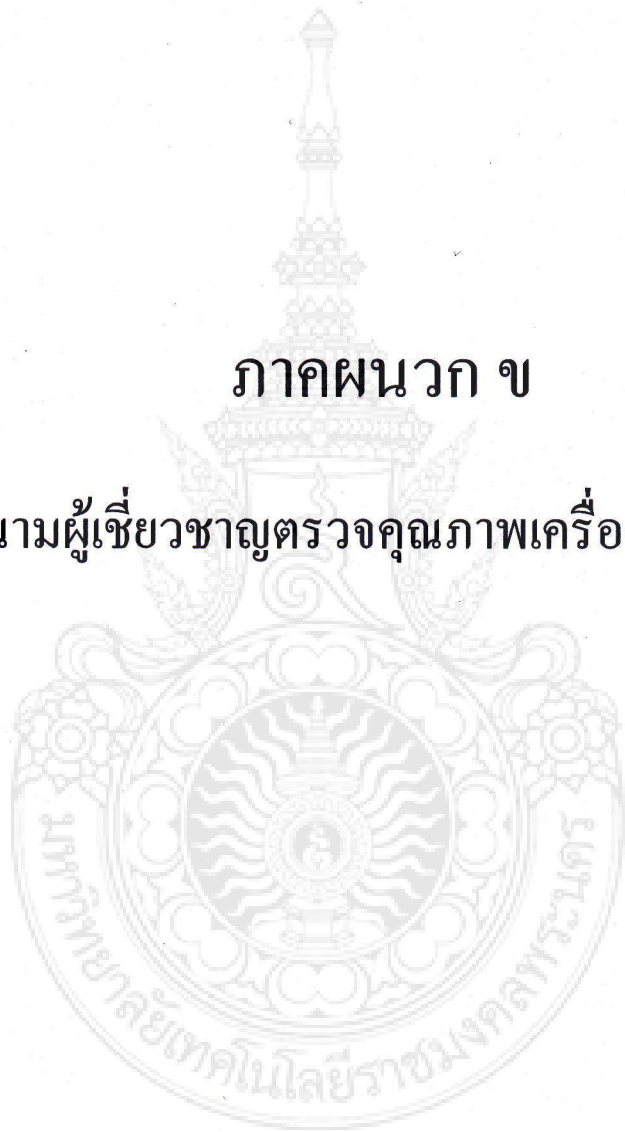 ภาคผนวก ข
นามผู้เชี่ยวชาญตรวจคุณภาพเครื่อ
มหาวิทยาลัยเทคโนโลยีราชมงคลพระนคร